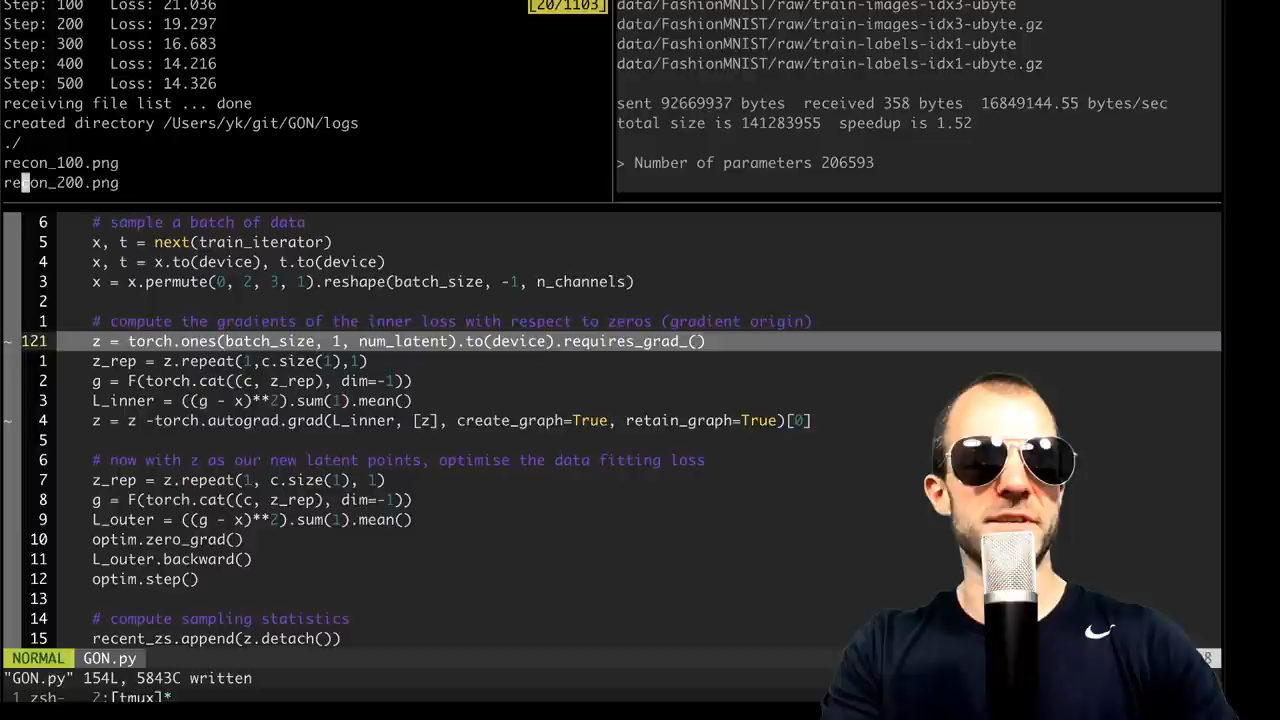 Step: 100   Loss: 21.036
Step: 200   Loss: 19.297
Step: 300   Loss: 16.683
Step: 400   Loss: 14.216
Step: 500   Loss: 14.326
receiving file list ... done
created directory /Users/yk/git/GON/logs
./
recon_100.png
recon_200.png
[20/1103]
data/FashionMNIST/raw/train-images-idx3-ubyte
data/FashionMNIST/raw/train-images-idx3-ubyte.gz
data/FashionMNIST/raw/train-labels-idx1-ubyte
data/FashionMNIST/raw/train-labels-idx1-ubyte.gz
sent 92669937 bytes  received 358 bytes  16849144.55 bytes/sec
total size is 141283955  speedup is 1.52
> Number of parameters 206593
6 # sample a batch of data
5 x, t = next(train_iterator)
4 x, t = x.to(device), t.to(device)
3 x = x.permute(0, 2, 3, 1).reshape(batch_size, -1, n_channels)
2
1 # compute the gradients of the inner loss with respect to zeros (gradient origin)
~ 121 z = torch.ones(batch_size, 1, num_latent).to(device).requires_grad_()
1 z_rep = z.repeat(1,c.size(1),1)
2 g = F(torch.cat((c, z_rep), dim=-1))
3 L_inner = ((g - x)**2).sum(1).mean()
~ 4 z = z -torch.autograd.grad(L_inner, [z], create_graph=True, retain_graph=True)[0]
5
6 # now with z as our new latent points, optimise the data fitting loss
7 z_rep = z.repeat(1, c.size(1), 1)
8 g = F(torch.cat((c, z_rep), dim=-1))
9 L_outer = ((g - x)**2).sum(1).mean()
10 optim.zero_grad()
11 L_outer.backward()
12 optim.step()
13
14 # compute sampling statistics
15 recent_zs.append(z.detach())
NORMAL GON.py
"GON.py" 154L, 5843C written
1 zsh- 2:[tmux]*